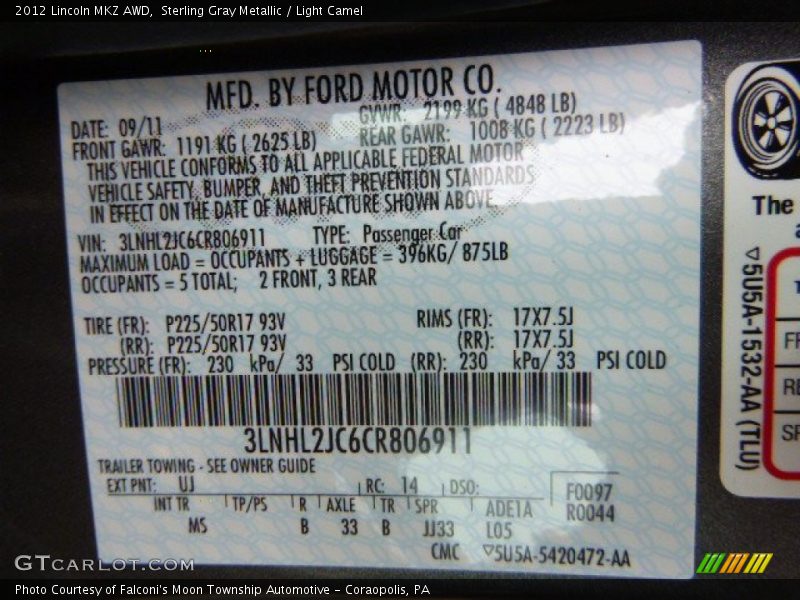 2012 Lincoln MKZ AWD,  Sterling Gray Metallic / Light Camel
MFD. BY FORD MOTOR CO.
DATE: 09/11 GVWR: 2199 KG ( 4848 LB)
FRONT GAWR: 1191 KG ( 2625 LB) REAR GAWR: 1008 KG ( 2223 LB)
THIS VEHICLE CONFORMS TO ALL APPLICABLE FEDERAL MOTOR
VEHICLE SAFETY, BUMPER, AND THEFT PREVENTION STANDARDS
IN EFFECT ON THE DATE OF MANUFACTURE SHOWN ABOVE.
VIN: 3LNHL2JC6CR806911 TYPE: Passenger Car
MAXIMUM LOAD = OCCUPANTS + LUGGAGE = 396KG/ 875LB
OCCUPANTS = 5 TOTAL; 2 FRONT, 3 REAR
TIRE (FR): P225/50R17 93V RIMS (FR): 17X7.5J
(RR): P225/50R17 93V (RR): 17X7.5J
PRESSURE (FR): 230 kPa/ 33 PSI COLD (RR): 230 kPa/ 33 PSI COLD
3LNHL2JC6CR806911
TRAILER TOWING - SEE OWNER GUIDE
EXT PNT: UJ RC: 14 DSO: F0097
INT TR TP/PS R AXLE TR SPR ADE1A R0044
MS B 33 B JJ33 L05
CMC ▽5U5A-5420472-AA
The
▽5U5A-1532-AA (TLU)
GTCARLOT.COM
Photo Courtesy of Falconi's Moon Township Automotive - Coraopolis, PA